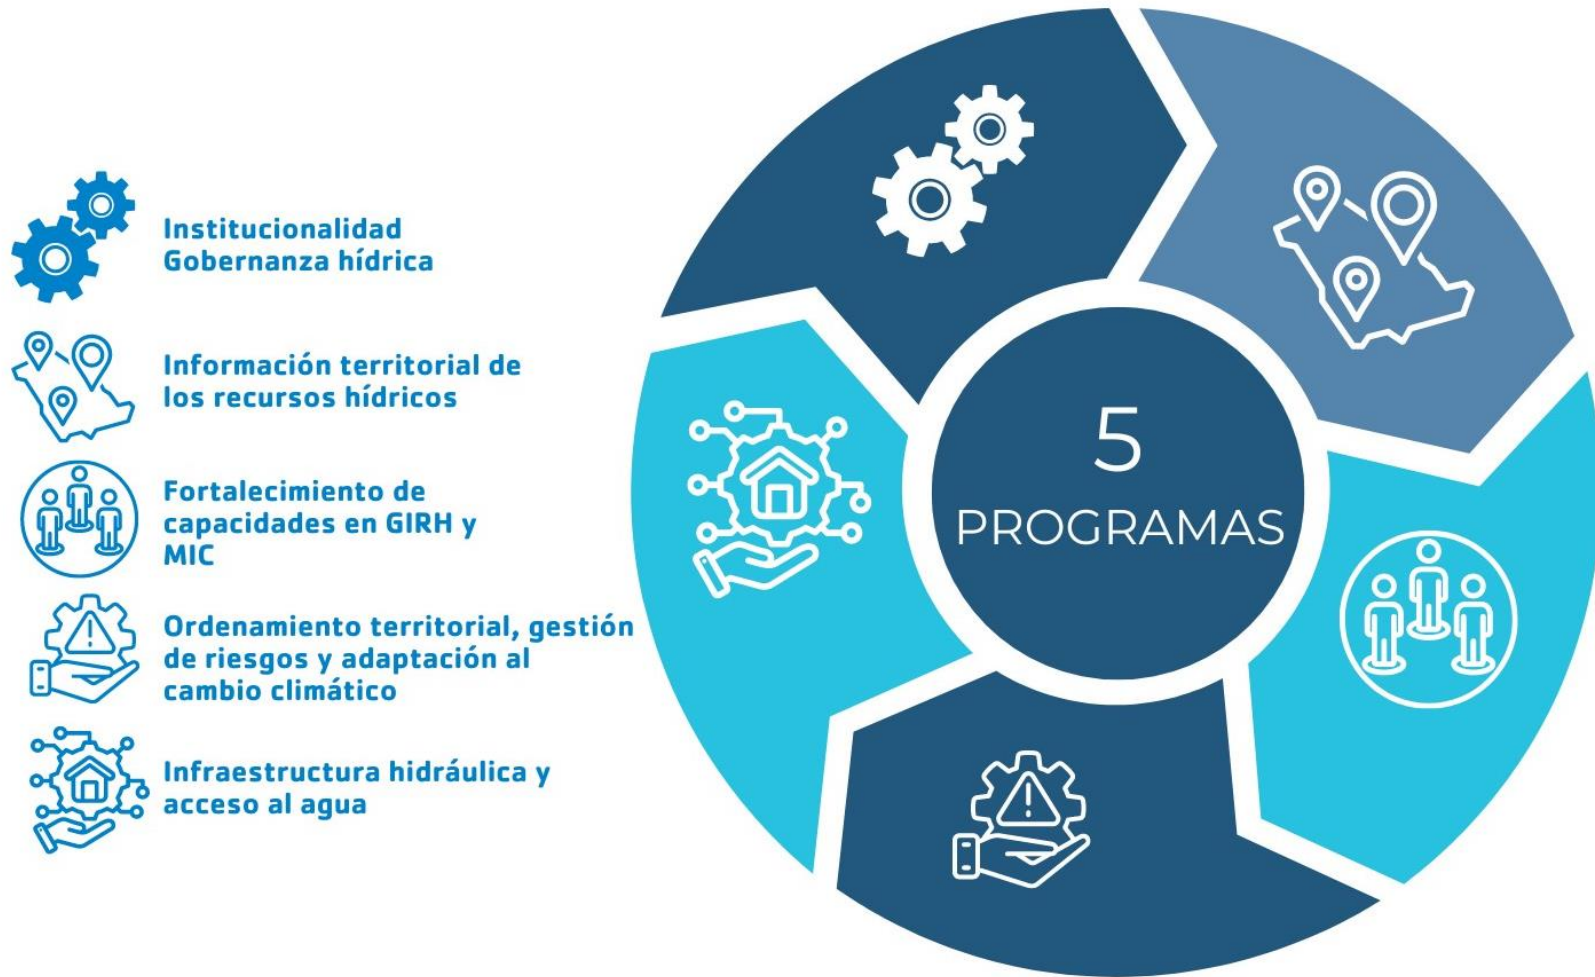 Institucionalidad
Gobernanza hídrica
Información territorial de
los recursos hídricos
Fortalecimiento de
capacidades en GIRH y
MIC
Ordenamiento territorial, gestión
de riesgos y adaptación al
cambio climático
Infraestructura hidráulica y
acceso al agua
5
PROGRAMAS